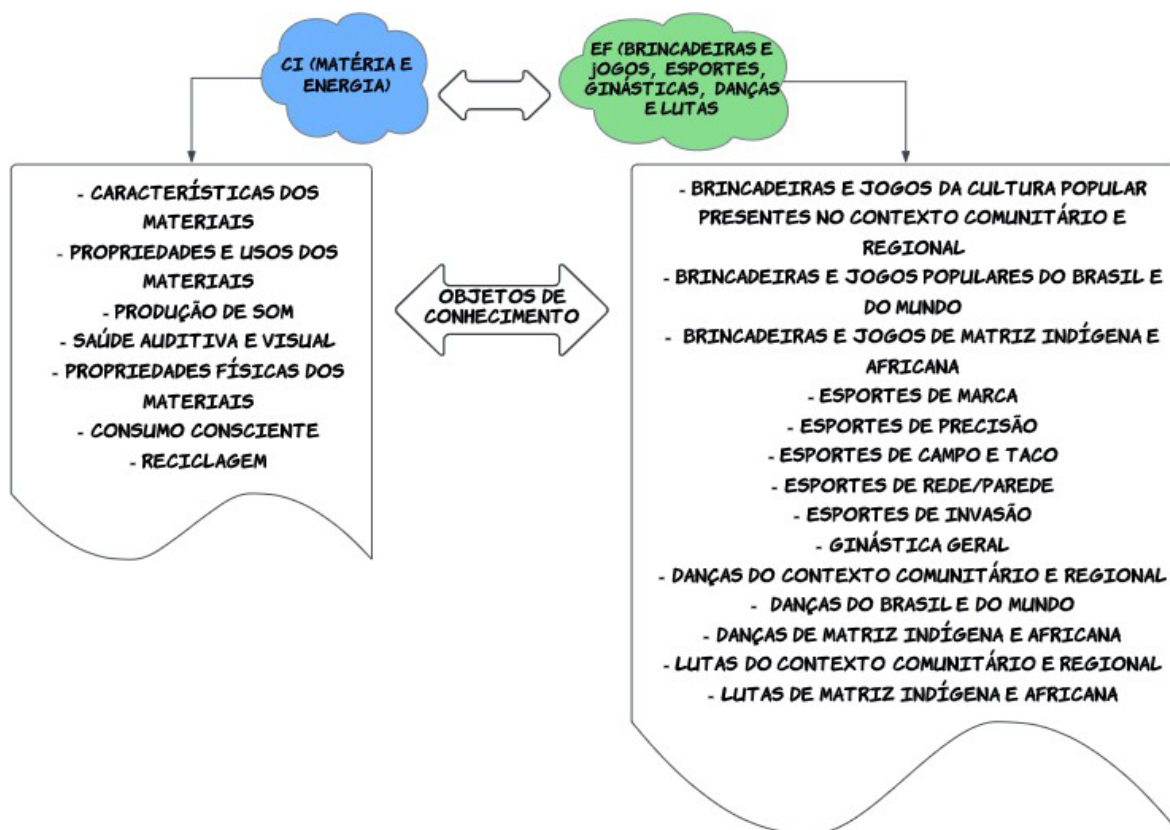 CI (MATÉRIA E
ENERGIA)
EF (BRINCADEIRAS E
jOGOS, ESPORTES,
GINÁSTICAS, DANÇAS
E LUTAS
- CARACTERÍSTICAS DOS
MATERIAIS
- PROPRIEDADES E USOS DOS
MATERIAIS
- PRODUÇÃO DE SOM
- SAÚDE AUDITIVA E VISUAL
- PROPRIEDADES FÍSICAS DOS
MATERIAIS
- CONSUMO CONSCIENTE
- RECICLAGEM
OBJETOS DE
CONHECIMENTO
- BRINCADEIRAS E JOGOS DA CULTURA POPULAR
PRESENTES NO CONTEXTO COMUNITÁRIO E
REGIONAL
- BRINCADEIRAS E JOGOS POPULARES DO BRASIL E
DO MUNDO
- BRINCADEIRAS E JOGOS DE MATRIZ INDÍGENA E
AFRICANA
- ESPORTES DE MARCA
- ESPORTES DE PRECISÃO
- ESPORTES DE CAMPO E TACO
- ESPORTES DE REDE/PAREDE
- ESPORTES DE INVASÃO
- GINÁSTICA GERAL
- DANÇAS DO CONTEXTO COMUNITÁRIO E REGIONAL
- DANÇAS DO BRASIL E DO MUNDO
- DANÇAS DE MATRIZ INDÍGENA E AFRICANA
- LUTAS DO CONTEXTO COMUNITÁRIO E REGIONAL
- LUTAS DE MATRIZ INDÍGENA E AFRICANA